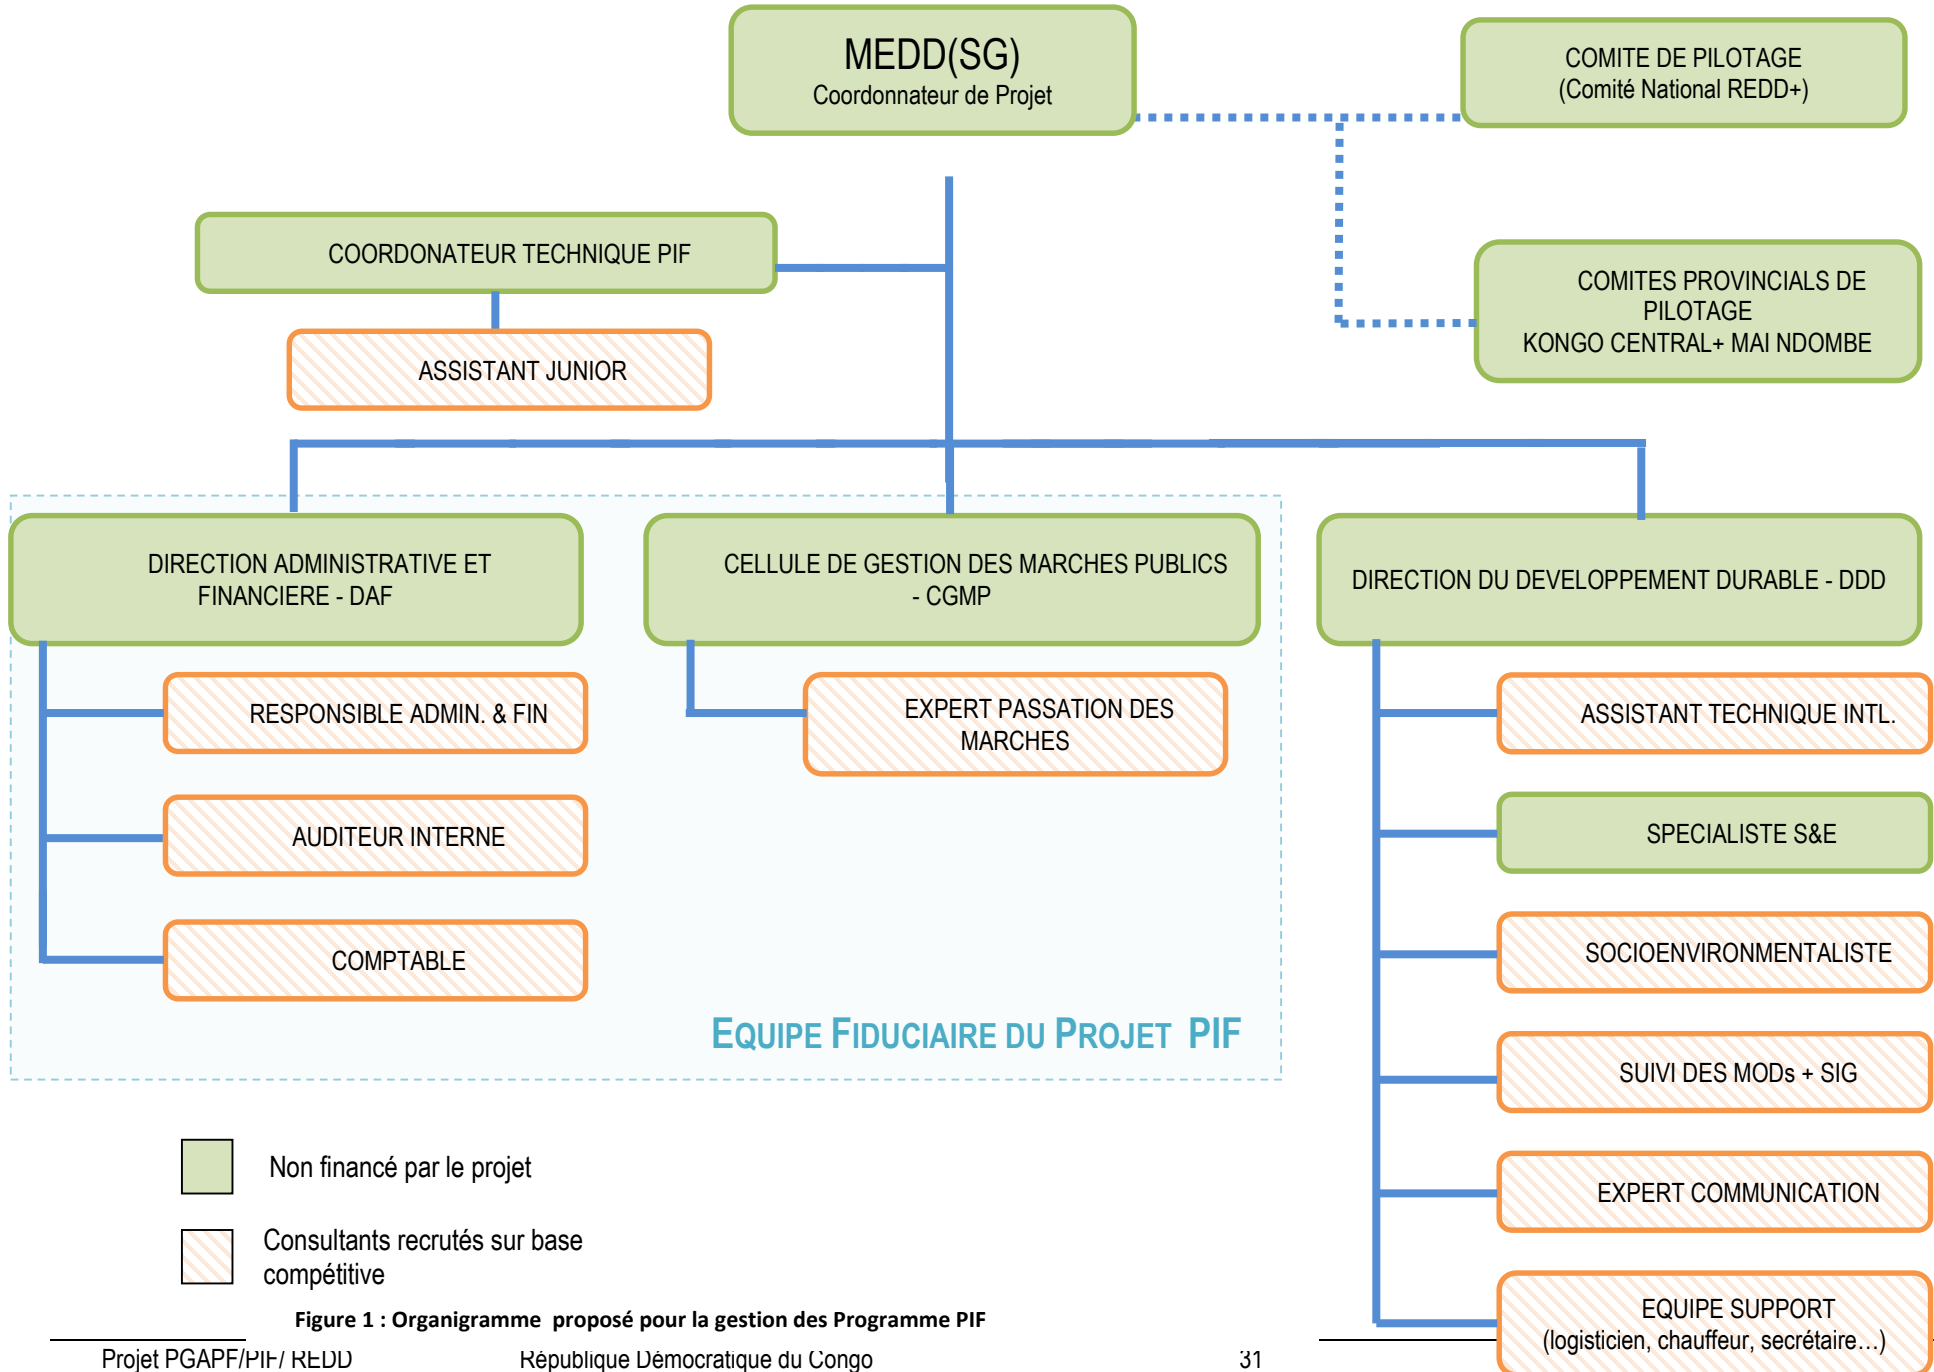 MEDD(SG)
Coordonnateur de Projet
COMITE DE PILOTAGE
(Comité National REDD+)
COORDONATEUR TECHNIQUE PIF
COMITES PROVINCIALS DE
PILOTAGE
KONGO CENTRAL+ MAI NDOMBE
ASSISTANT JUNIOR
DIRECTION ADMINISTRATIVE ET
FINANCIERE - DAF
CELLULE DE GESTION DES MARCHES PUBLICS
- CGMP
DIRECTION DU DEVELOPPEMENT DURABLE - DDD
RESPONSIBLE ADMIN. & FIN
AUDITEUR INTERNE
COMPTABLE
EXPERT PASSATION DES
MARCHES
ASSISTANT TECHNIQUE INTL.
SPECIALISTE S&E
SOCIOENVIRONMENTALISTE
SUIVI DES MODs + SIG
EXPERT COMMUNICATION
EQUIPE SUPPORT
(logisticien, chauffeur, secrétaire…)
EQUIPE FIDUCIAIRE DU PROJET PIF
Non financé par le projet
Consultants recrutés sur base
compétitive
Figure 1 : Organigramme proposé pour la gestion des Programme PIF
Projet PGAPF/PIF/ REDD République Démocratique du Congo 31